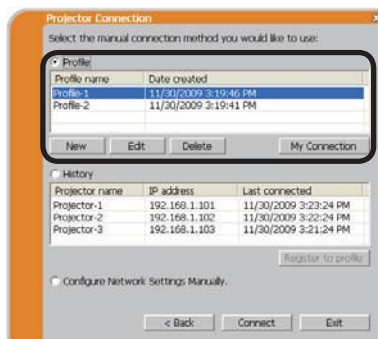 Projector Connection
Select the manual connection method you would like to use:
Profile
Profile name Date created
Profile-1 11/30/2009 3:19:46 PM
Profile-2 11/30/2009 3:19:41 PM
New Edit Delete My Connection
History
Projector name IP address Last connected
Projector-1 192.168.1.101 11/30/2009 3:23:24 PM
Projector-2 192.168.1.102 11/30/2009 3:22:24 PM
Projector-3 192.168.1.103 11/30/2009 3:21:24 PM
Register to profile
Configure Network Settings Manually.
< Back Connect Exit